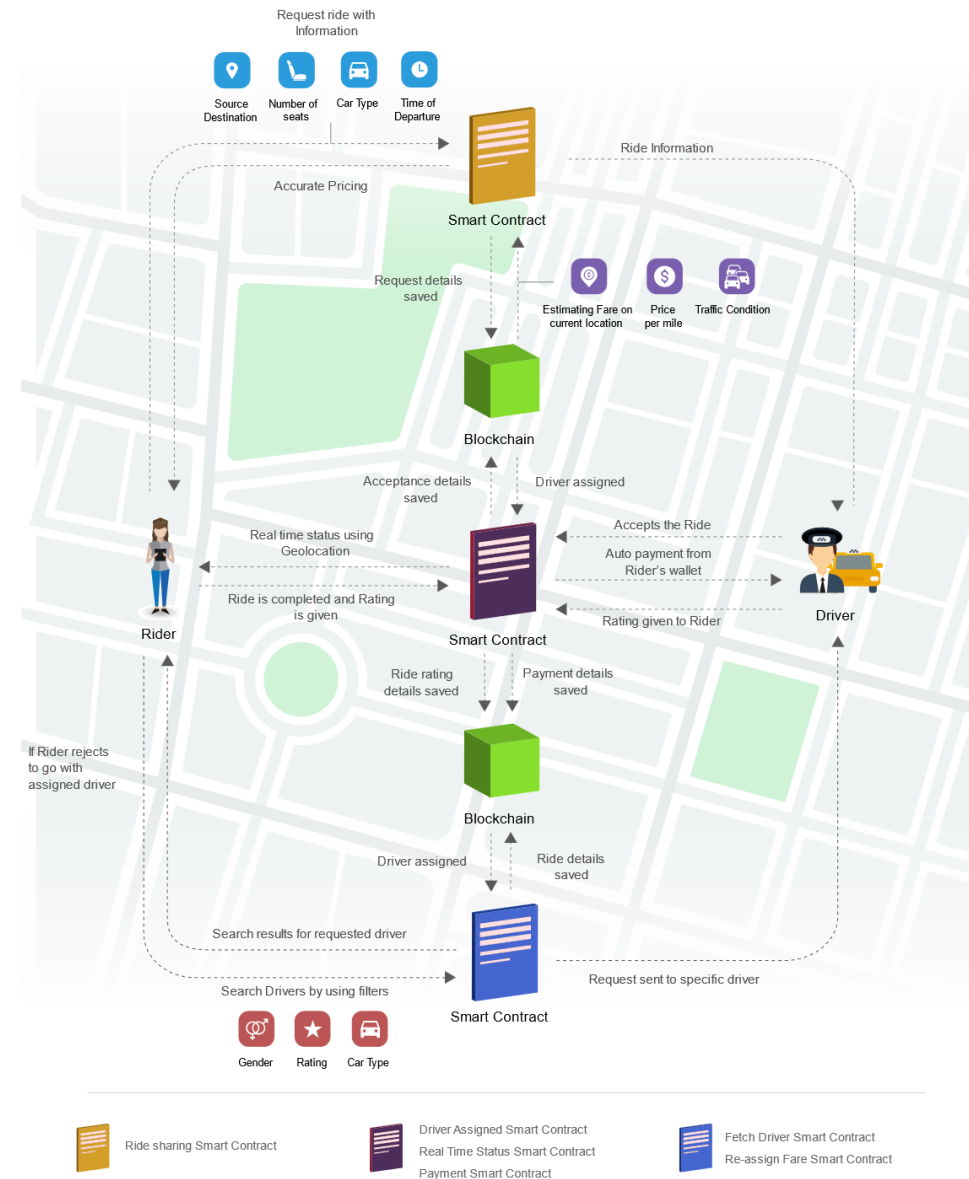 Request ride with
Information
Source
Destination
Number of
seats
Car Type
Time of
Departure
Ride Information
Accurate Pricing
Smart Contract
Request details
saved
Estimating Fare on
current location
Price
per mile
Traffic Condition
Blockchain
Acceptance details
saved
Driver assigned
Real time status using
Geolocation
Accepts the Ride
Auto payment from
Rider's wallet
Ride is completed and Rating
is given
Rating given to Rider
Rider
Smart Contract
Driver
Ride rating
details saved
Payment details
saved
If Rider rejects
to go with
assigned driver
Blockchain
Driver assigned
Ride details
saved
Search results for requested driver
Request sent to specific driver
Search Drivers by using filters
Smart Contract
Gender
Rating
Car Type
Ride sharing Smart Contract
Driver Assigned Smart Contract
Real Time Status Smart Contract
Payment Smart Contract
Fetch Driver Smart Contract
Re-assign Fare Smart Contract